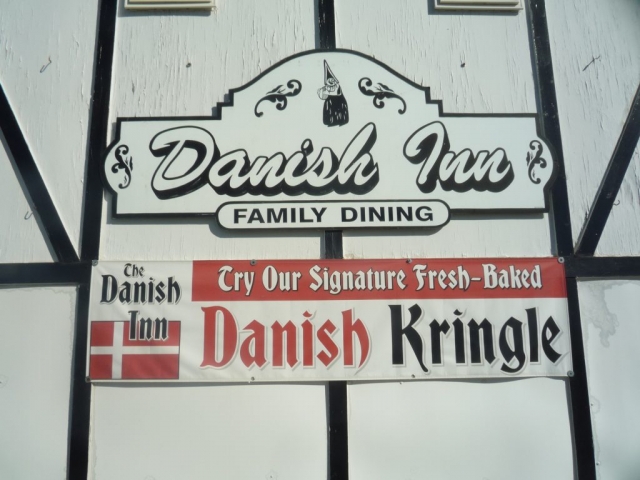 Danish Inn
FAMILY DINING
The
Danish
Inn
Try Our Signature Fresh-Baked
Danish Kringle